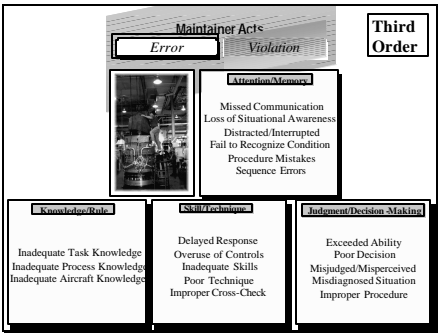 Maintainer Acts
Third
Order
Error
Violation
Attention/Memory
Missed Communication
Loss of Situational Awareness
Distracted/Interrupted
Fail to Recognize Condition
Procedure Mistakes
Sequence Errors
Knowledge/Rule
Inadequate Task Knowledge
Inadequate Process Knowledge
Inadequate Aircraft Knowledge
Skill/Technique
Delayed Response
Overuse of Controls
Inadequate Skills
Poor Technique
Improper Cross-Check
Judgment/Decision-Making
Exceeded Ability
Poor Decision
Misjudged/Misperceived
Misdiagnosed Situation
Improper Procedure